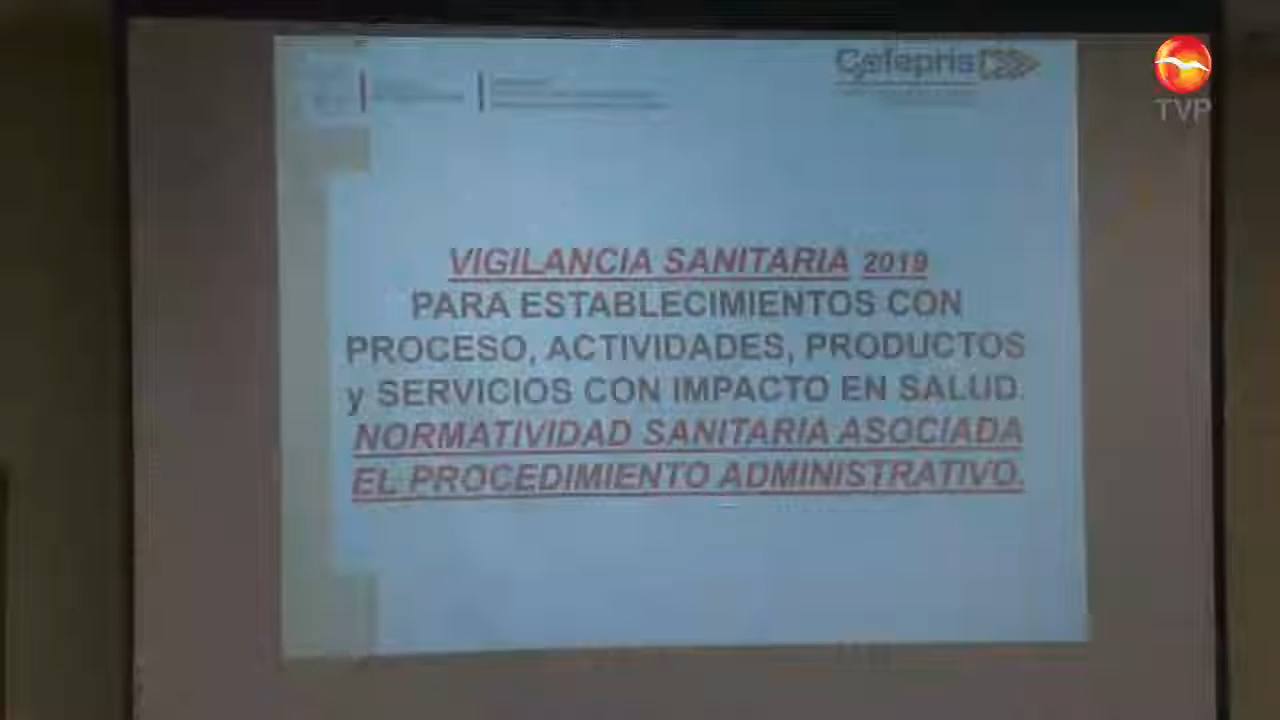 TVP
VIGILANCIA SANITARIA 2019
PARA ESTABLECIMIENTOS CON
PROCESO, ACTIVIDADES, PRODUCTOS
y SERVICIOS CON IMPACTO EN SALUD.
NORMATIVIDAD SANITARIA ASOCIADA
EL PROCEDIMIENTO ADMINISTRATIVO.